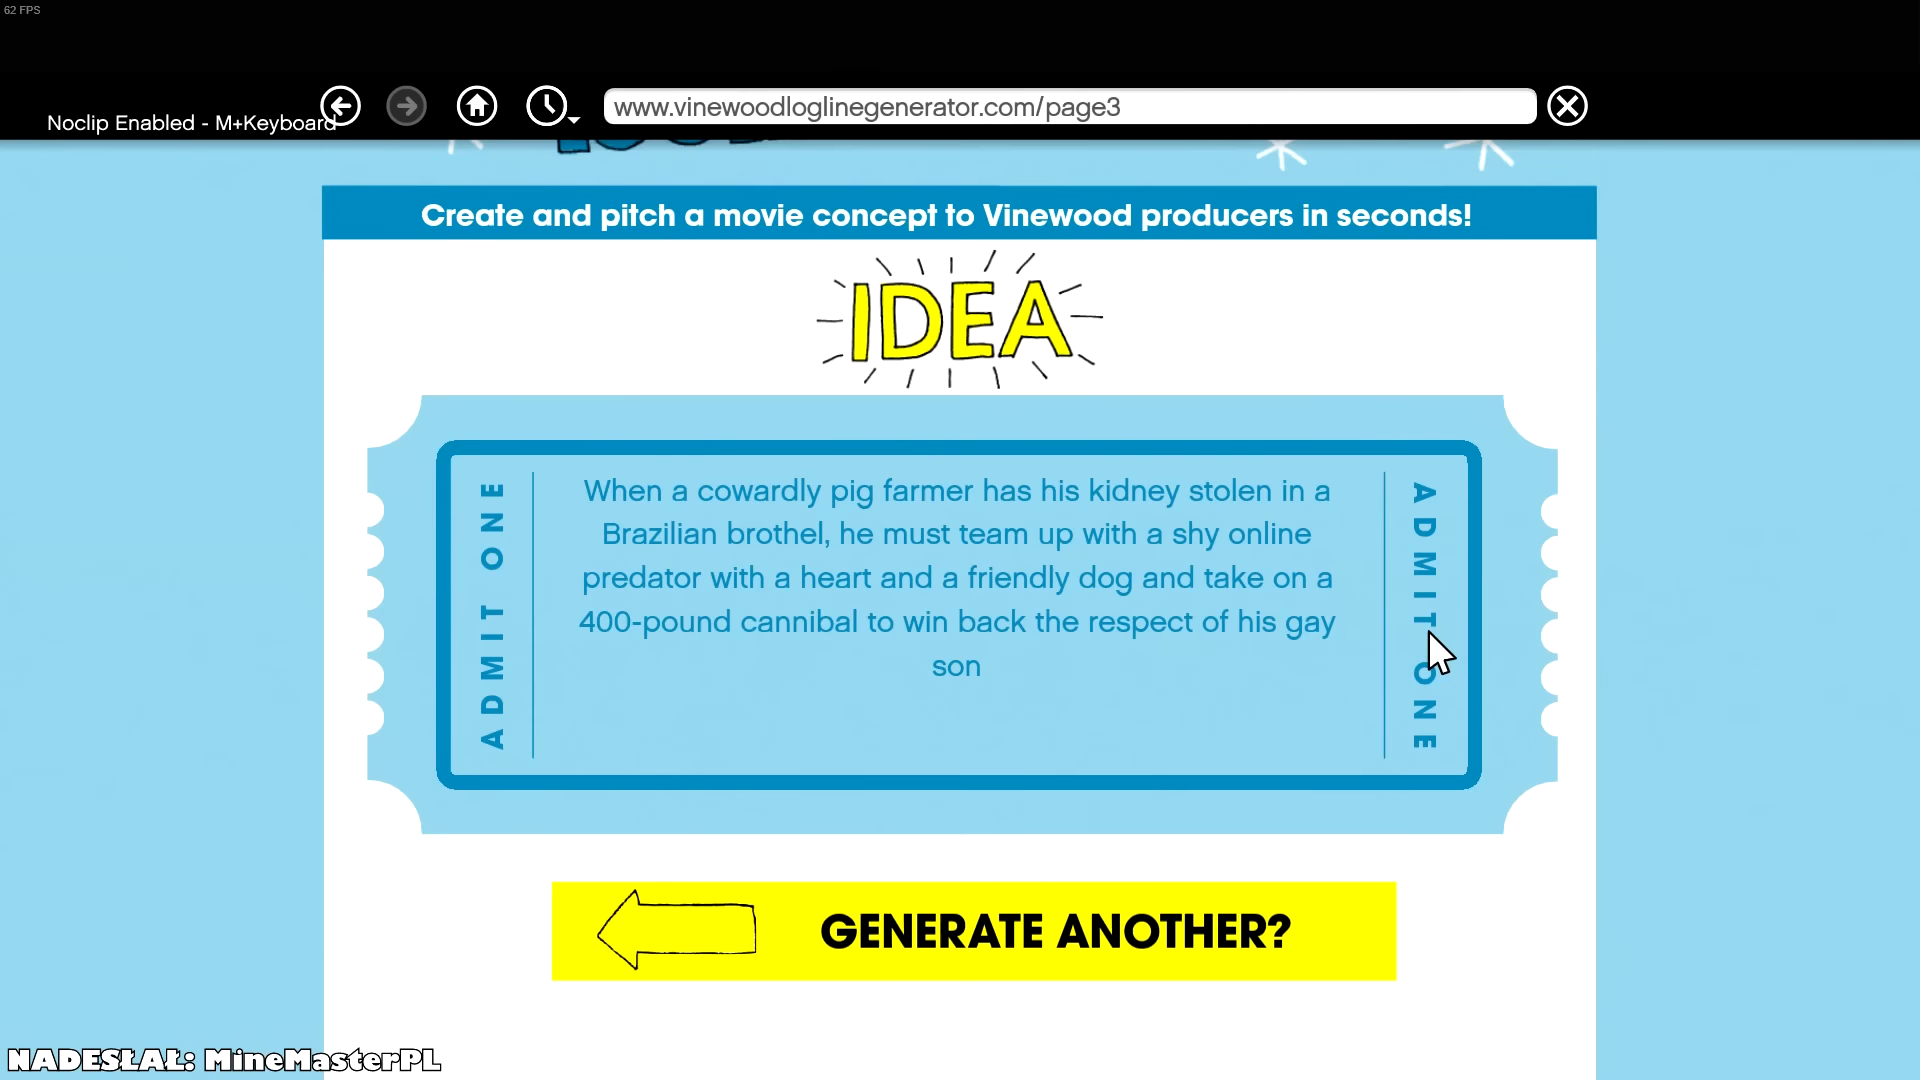 62 FPS
Noclip Enabled - M+Keyboard
www.vinewoodloglinegenerator.com/page3
Create and pitch a movie concept to Vinewood producers in seconds!
IDEA
ADMIT ONE
When a cowardly pig farmer has his kidney stolen in a
Brazilian brothel, he must team up with a shy online
predator with a heart and a friendly dog and take on a
400-pound cannibal to win back the respect of his gay
son
ADMIT ONE
GENERATE ANOTHER?
NADESŁAŁ: MineMasterPL